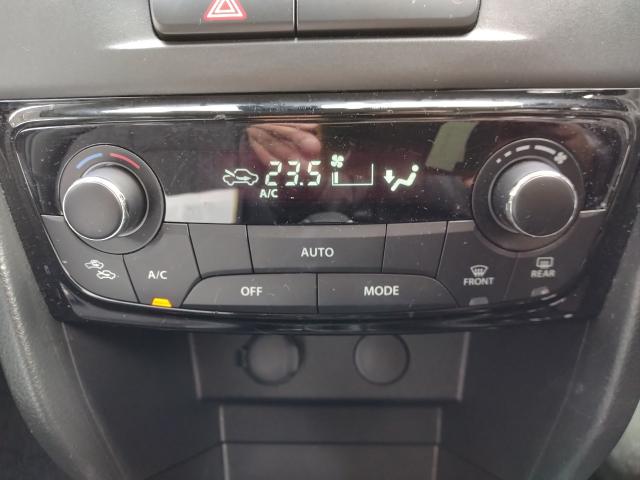 23.5
A/C
AUTO
A/C
FRONT
REAR
OFF
MODE